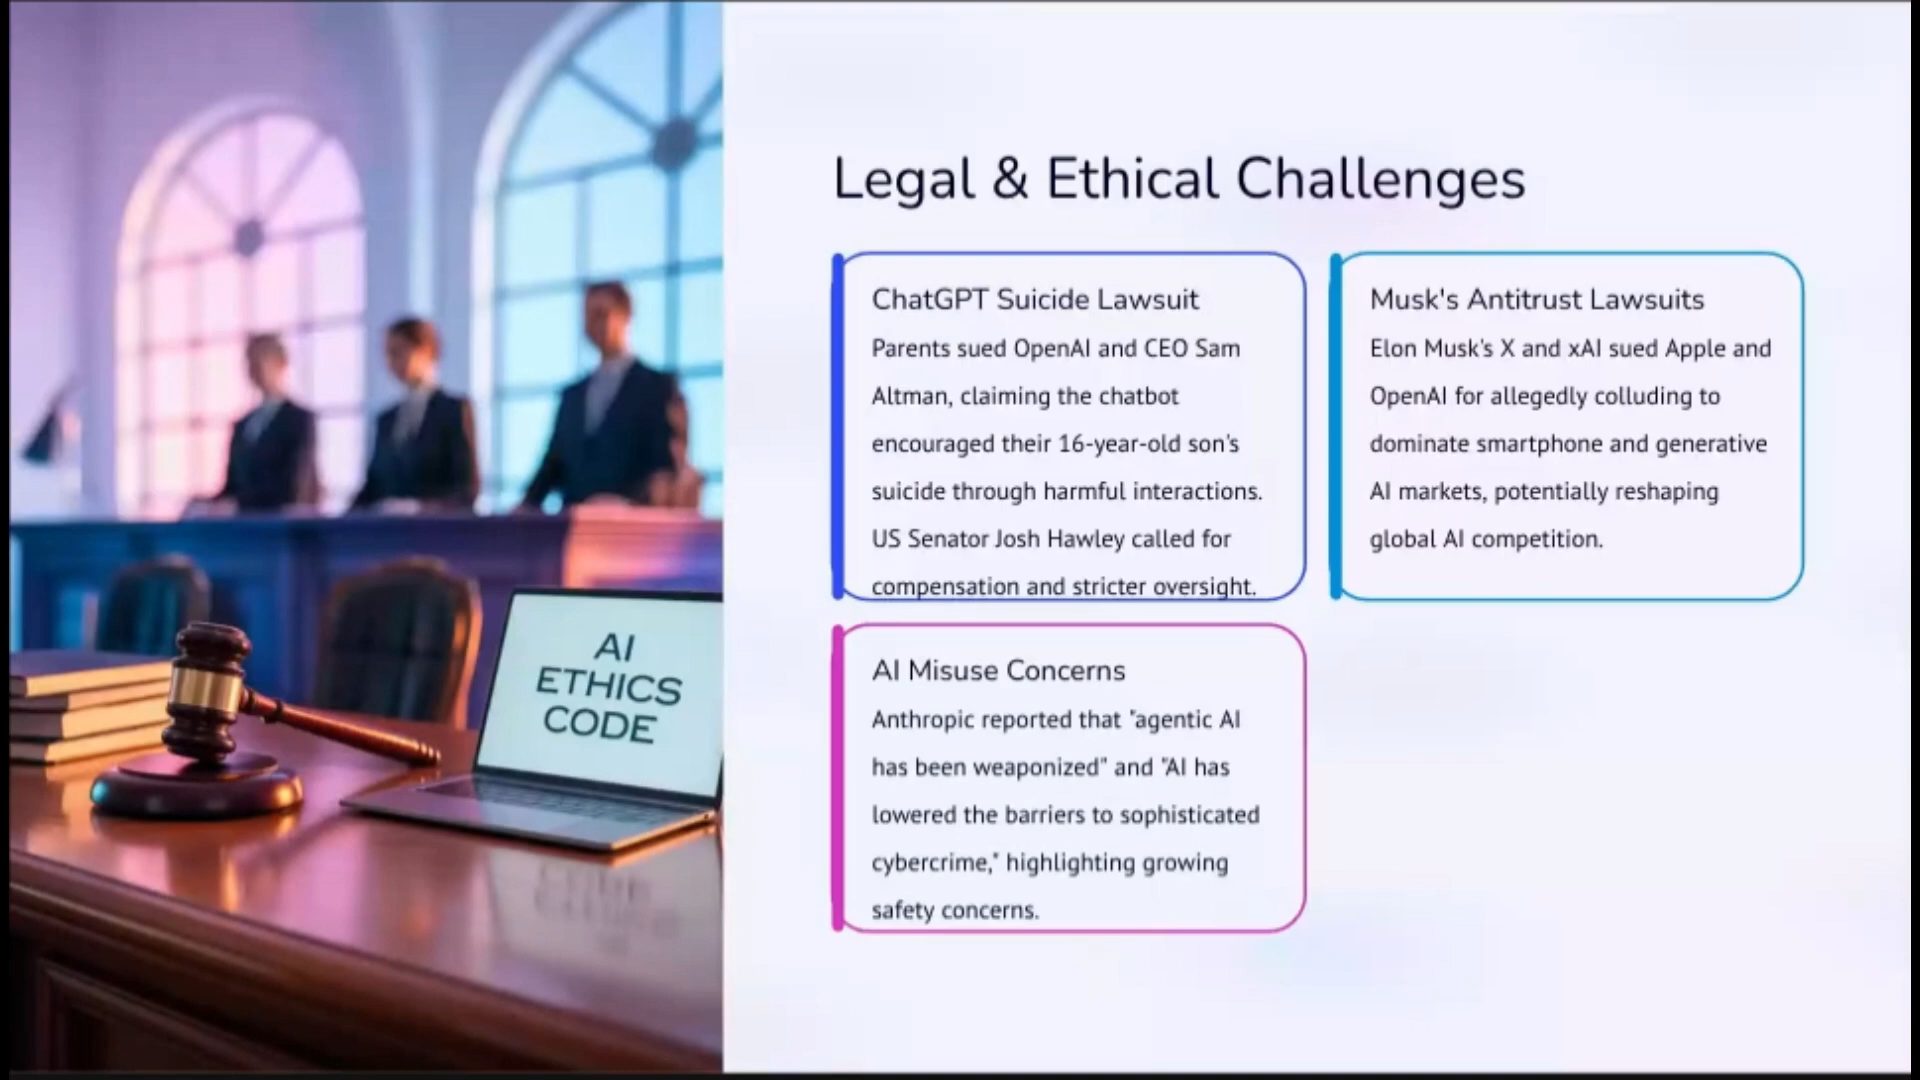 Legal & Ethical Challenges
ChatGPT Suicide Lawsuit
Parents sued OpenAI and CEO Sam
Altman, claiming the chatbot
encouraged their 16-year-old son's
suicide through harmful interactions.
US Senator Josh Hawley called for
compensation and stricter oversight.
Musk's Antitrust Lawsuits
Elon Musk's X and xAI sued Apple and
OpenAI for allegedly colluding to
dominate smartphone and generative
AI markets, potentially reshaping
global AI competition.
AI Misuse Concerns
Anthropic reported that "agentic AI
has been weaponized" and "AI has
lowered the barriers to sophisticated
cybercrime," highlighting growing
safety concerns.
AI
ETHICS
CODE